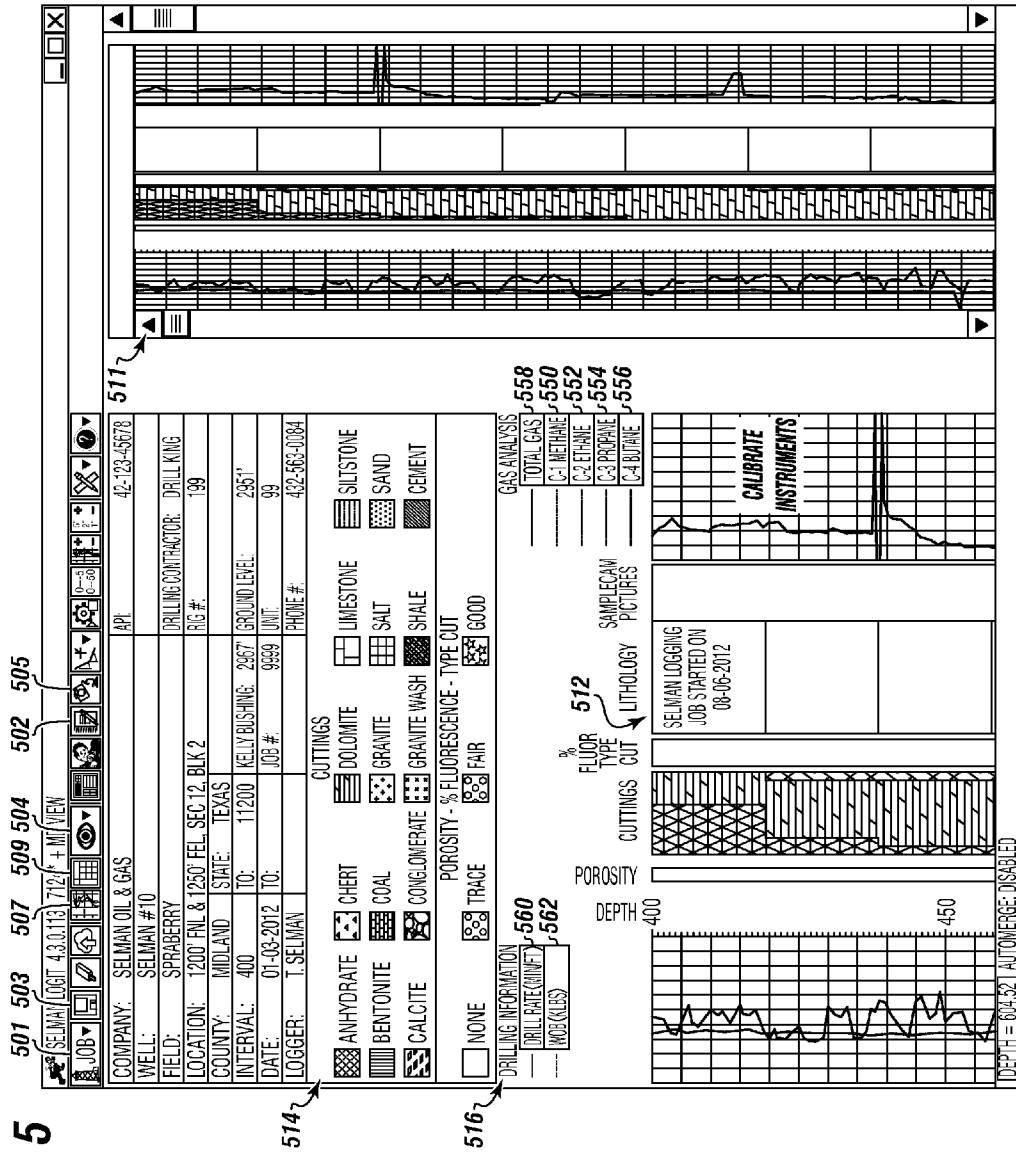 5
501
503
507
509
504
502
505
SELMAN LOGIT 4.3.0.113
VIEW
JOB
0--5
0--50
COMPANY: SELMAN OIL & GAS API: 42-123-45678
WELL: SELMAN #10
FIELD: SPRABERRY DRILLING CONTRACTOR: DRILL KING
LOCATION: 1200' FNL & 1250' FEL, SEC 12, BLK 2 RIG #: 199
COUNTY: MIDLAND STATE: TEXAS
INTERVAL: 400 TO: 11200 KELLY BUSHING: 2967' GROUND LEVEL: 2951'
DATE: 01-03-2012 TO: JOB #: 9999 UNIT: 99
LOGGER: T. SELMAN PHONE #: 432-563-0084
511
514
CUTTINGS
ANHYDRATE CHERT DOLOMITE LIMESTONE SILTSTONE
BENTONITE COAL GRANITE SALT SAND
CALCITE CONGLOMERATE GRANITE WASH SHALE CEMENT
POROSITY - % FLUORESCENCE - TYPE CUT
NONE TRACE FAIR GOOD
516
DRILLING INFORMATION
DRILL RATE(MIN/FT) 560
WOB(KLBS) 562
GAS ANALYSIS
TOTAL GAS 558
C-1 METHANE 550
C-2 ETHANE 552
C-3 PROPANE 554
C-4 BUTANE 556
DEPTH
POROSITY
CUTTINGS
% FLUOR TYPE CUT
512
LITHOLOGY
SAMPLECAM PICTURES
400
450
SELMAN LOGGING
JOB STARTED ON
08-06-2012
CALIBRATE
INSTRUMENTS
DEPTH = 604.52 AUTOMERGE: DISABLED